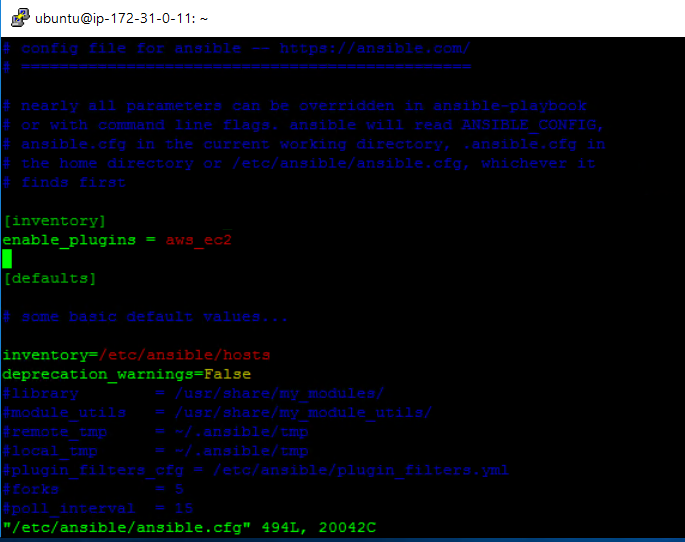 ubuntu@ip-172-31-0-11: ~
# config file for ansible -- https://ansible.com/
# ===============================================
# nearly all parameters can be overridden in ansible-playbook
# or with command line flags. ansible will read ANSIBLE_CONFIG,
# ansible.cfg in the current working directory, .ansible.cfg in
# the home directory or /etc/ansible/ansible.cfg, whichever it
# finds first
[inventory]
enable_plugins = aws_ec2
[defaults]
# some basic default values...
inventory=/etc/ansible/hosts
deprecation_warnings=False
#library        = /usr/share/my_modules/
#module_utils   = /usr/share/my_module_utils/
#remote_tmp     = ~/.ansible/tmp
#local_tmp      = ~/.ansible/tmp
#plugin_filters_cfg = /etc/ansible/plugin_filters.yml
#forks          = 5
#poll_interval  = 15
"/etc/ansible/ansible.cfg" 494L, 20042C